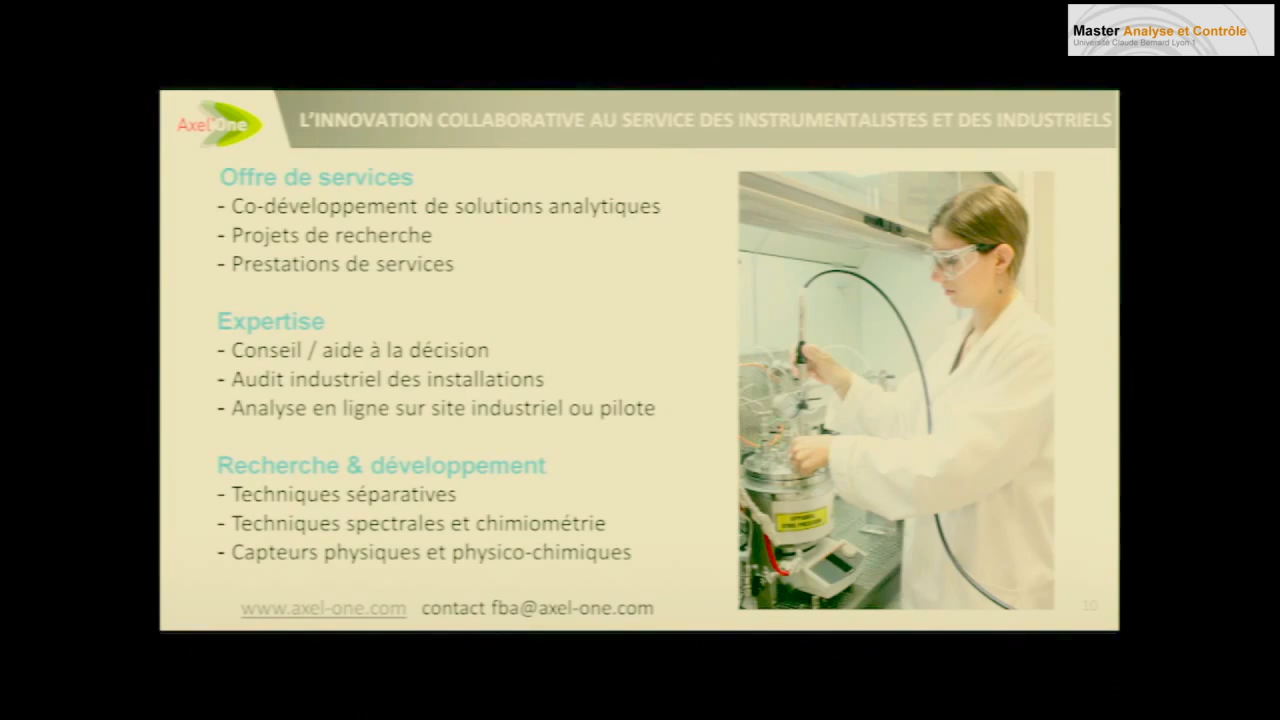 Master Analyse et Contrôle
Université Claude Bernard Lyon 1
Axel'One
L'INNOVATION COLLABORATIVE AU SERVICE DES INSTRUMENTALISTES ET DES INDUSTRIELS
Offre de services
- Co-développement de solutions analytiques
- Projets de recherche
- Prestations de services
Expertise
- Conseil / aide à la décision
- Audit industriel des installations
- Analyse en ligne sur site industriel ou pilote
Recherche & développement
- Techniques séparatives
- Techniques spectrales et chimiométrie
- Capteurs physiques et physico-chimiques
www.axel-one.com contact fba@axel-one.com
10